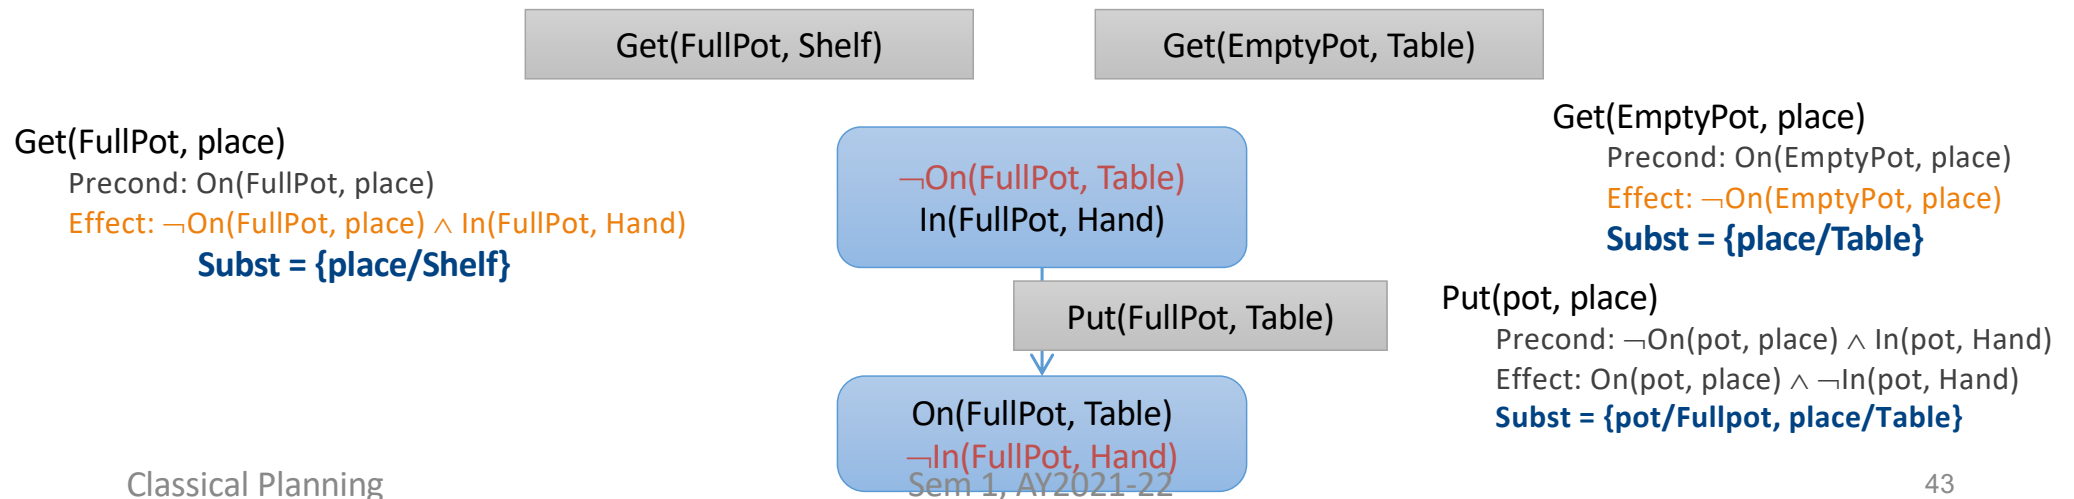 Get(FullPot, Shelf)
Get(EmptyPot, Table)
Get(FullPot, place)
Precond: On(FullPot, place)
Effect: ¬On(FullPot, place) ∧ In(FullPot, Hand)
Subst = {place/Shelf}
¬On(FullPot, Table)
In(FullPot, Hand)
Get(EmptyPot, place)
Precond: On(EmptyPot, place)
Effect: ¬On(EmptyPot, place)
Subst = {place/Table}
Put(FullPot, Table)
Put(pot, place)
Precond: ¬On(pot, place) ∧ In(pot, Hand)
Effect: On(pot, place) ∧ ¬In(pot, Hand)
Subst = {pot/Fullpot, place/Table}
On(FullPot, Table)
¬In(FullPot, Hand)
Classical Planning
Sem 1, AY2021-22
43